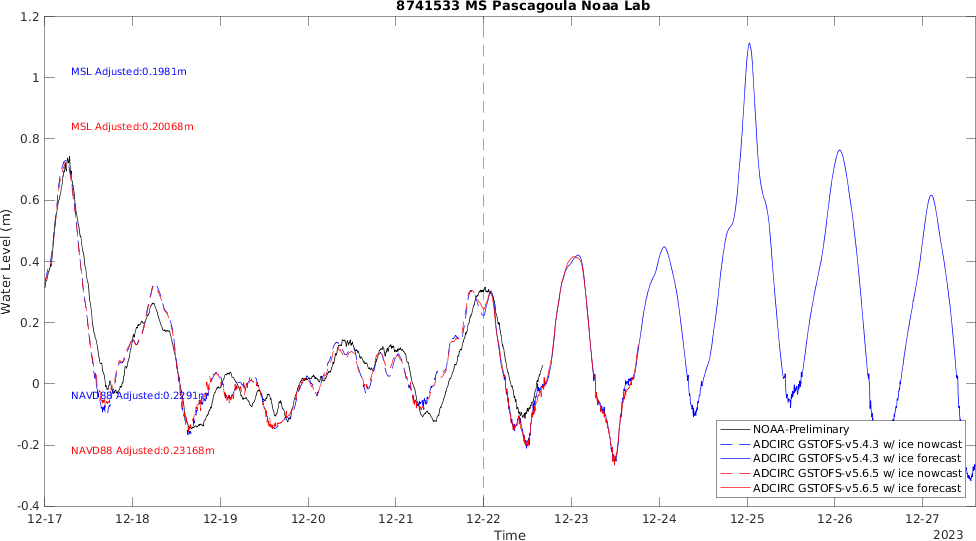 8741533 MS Pascagoula Noaa Lab
1.2
1
0.8
0.6
0.4
0.2
0
-0.2
-0.4
Water Level (m)
MSL Adjusted:0.1981m
MSL Adjusted:0.20068m
NAVD88 Adjusted:0.2291m
NAVD88 Adjusted:0.23168m
NOAA-Preliminary
ADCIRC GSTOFS-v5.4.3 w/ ice nowcast
ADCIRC GSTOFS-v5.4.3 w/ ice forecast
ADCIRC GSTOFS-v5.6.5 w/ ice nowcast
ADCIRC GSTOFS-v5.6.5 w/ ice forecast
12-17 12-18 12-19 12-20 12-21 12-22 12-23 12-24 12-25 12-26 12-27
Time
2023